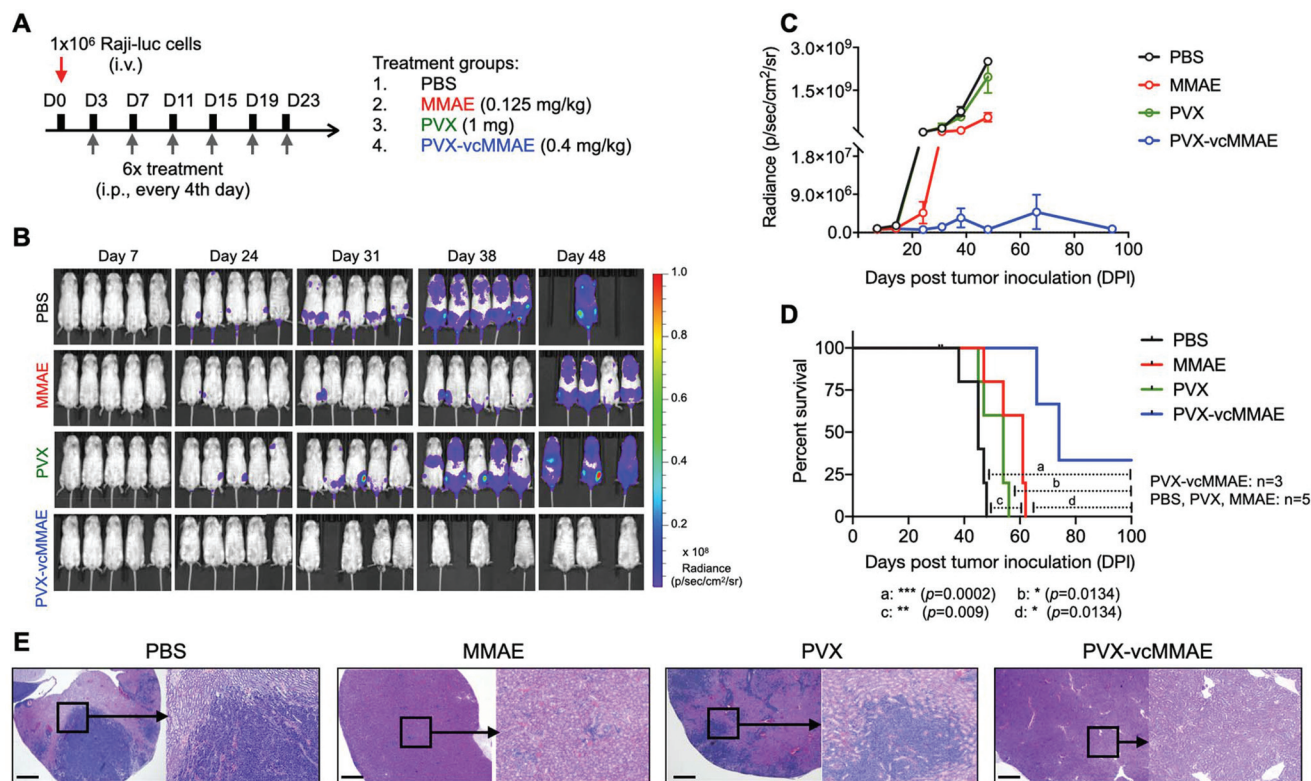 A
1x10⁶ Raji-luc cells
(i.v.)
D0 D3 D7 D11 D15 D19 D23
6x treatment
(i.p., every 4th day)
Treatment groups:
1. PBS
2. MMAE (0.125 mg/kg)
3. PVX (1 mg)
4. PVX-vcMMAE (0.4 mg/kg)
B
Day 7 Day 24 Day 31 Day 38 Day 48
PBS
MMAE
PVX
PVX-vcMMAE
1.0
0.8
0.6
0.4
0.2
x 10⁸
Radiance
(p/sec/cm²/sr)
C
Radiance (p/sec/cm²/sr)
3.0×10⁹
1.5×10⁹
1.8×10⁷
9.0×10⁶
0.0
0 20 40 60 80 100
Days post tumor inoculation (DPI)
PBS
MMAE
PVX
PVX-vcMMAE
D
Percent survival
100
75
50
25
0
0 20 40 60 80 100
Days post tumor inoculation (DPI)
PBS
MMAE
PVX
PVX-vcMMAE
a
b
c
d
PVX-vcMMAE: n=3
PBS, PVX, MMAE: n=5
a: *** (p=0.0002) b: * (p=0.0134)
c: ** (p=0.009) d: * (p=0.0134)
E
PBS MMAE PVX PVX-vcMMAE